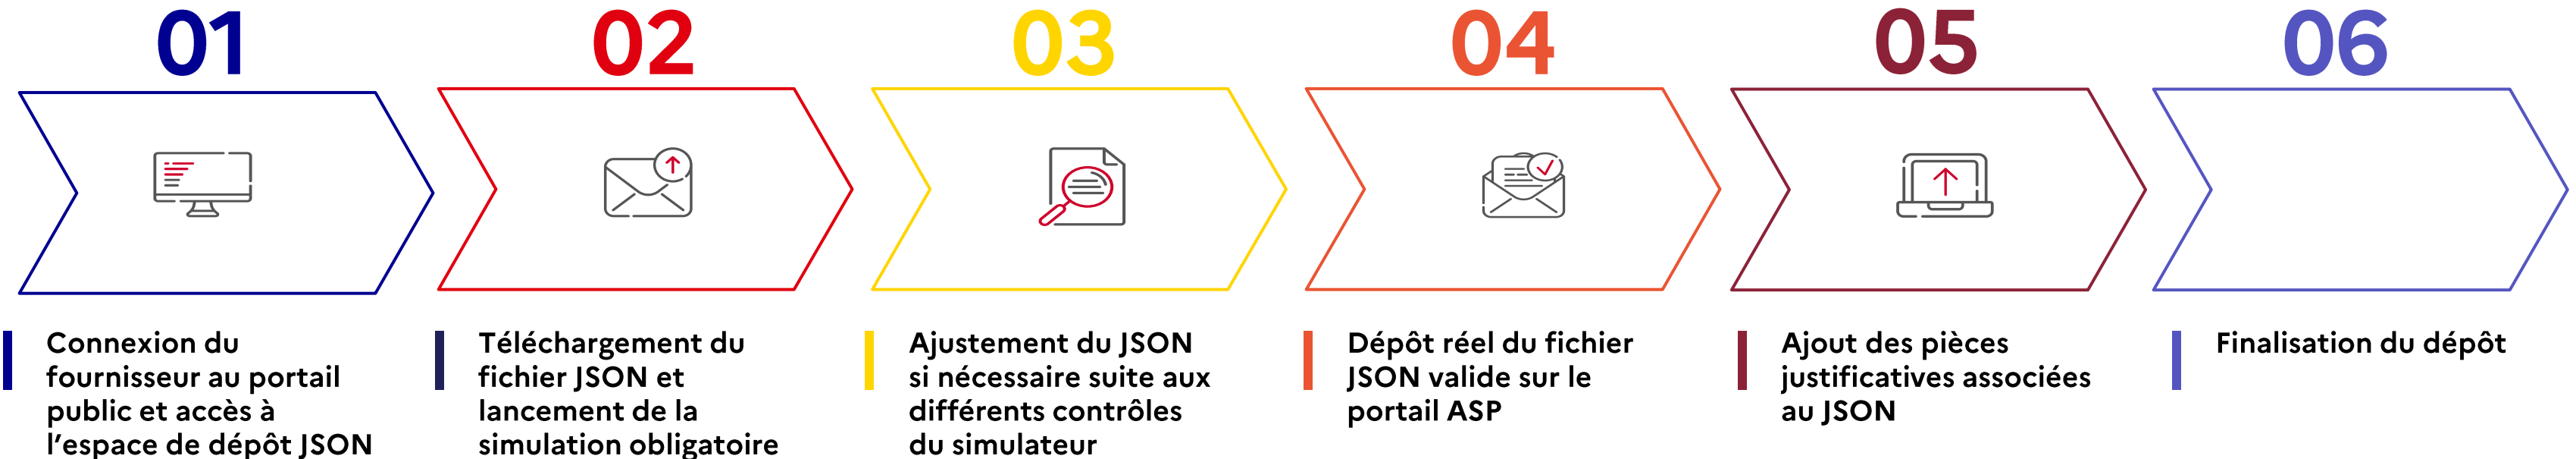 01
Connexion du
fournisseur au portail
public et accès à
l'espace de dépôt JSON
02
Téléchargement du
fichier JSON et
lancement de la
simulation obligatoire
03
Ajustement du JSON
si nécessaire suite aux
différents contrôles
du simulateur
04
Dépôt réel du fichier
JSON valide sur le
portail ASP
05
Ajout des pièces
justificatives associées
au JSON
06
Finalisation du dépôt